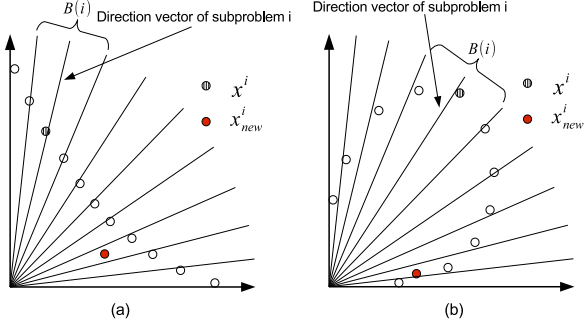 B(i)
Direction vector of subproblem i
x^i
x^i_new
(a)
Direction vector of subproblem i
B(i)
x^i
x^i_new
(b)